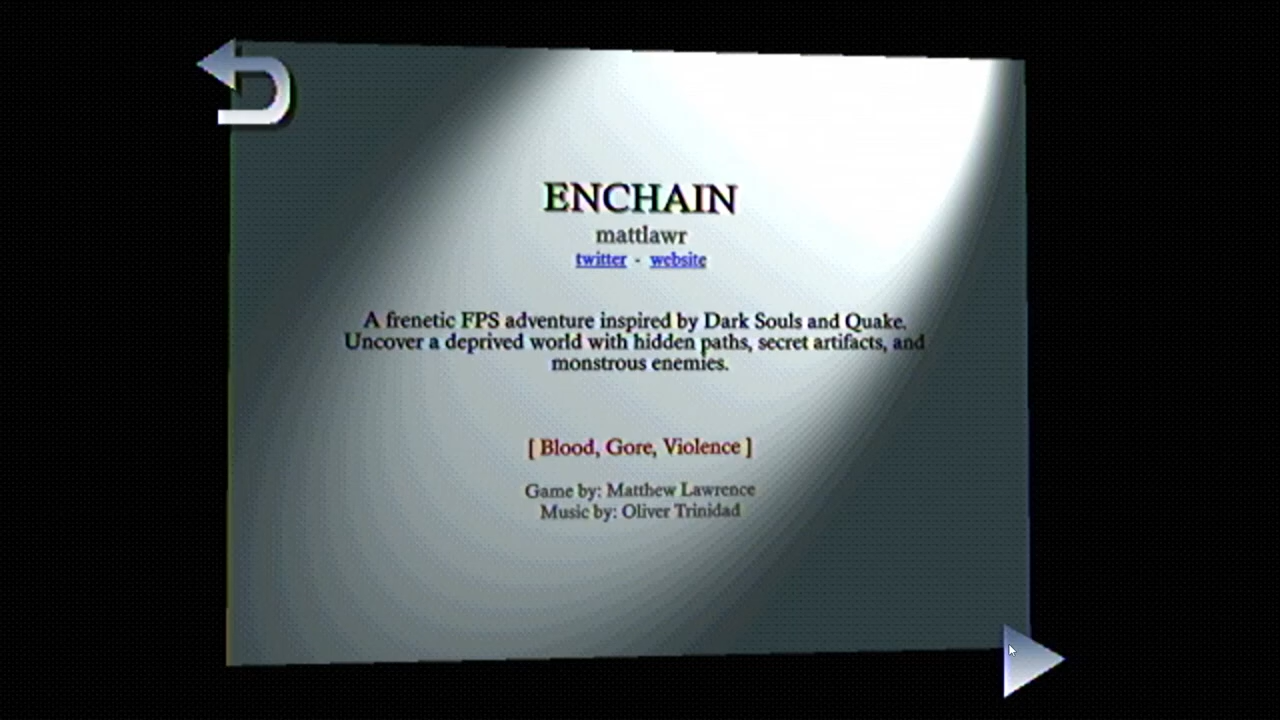 ENCHAIN
mattlawr
twitter - website
A frenetic FPS adventure inspired by Dark Souls and Quake.
Uncover a deprived world with hidden paths, secret artifacts, and
monstrous enemies.
[ Blood, Gore, Violence ]
Game by: Matthew Lawrence
Music by: Oliver Trinidad